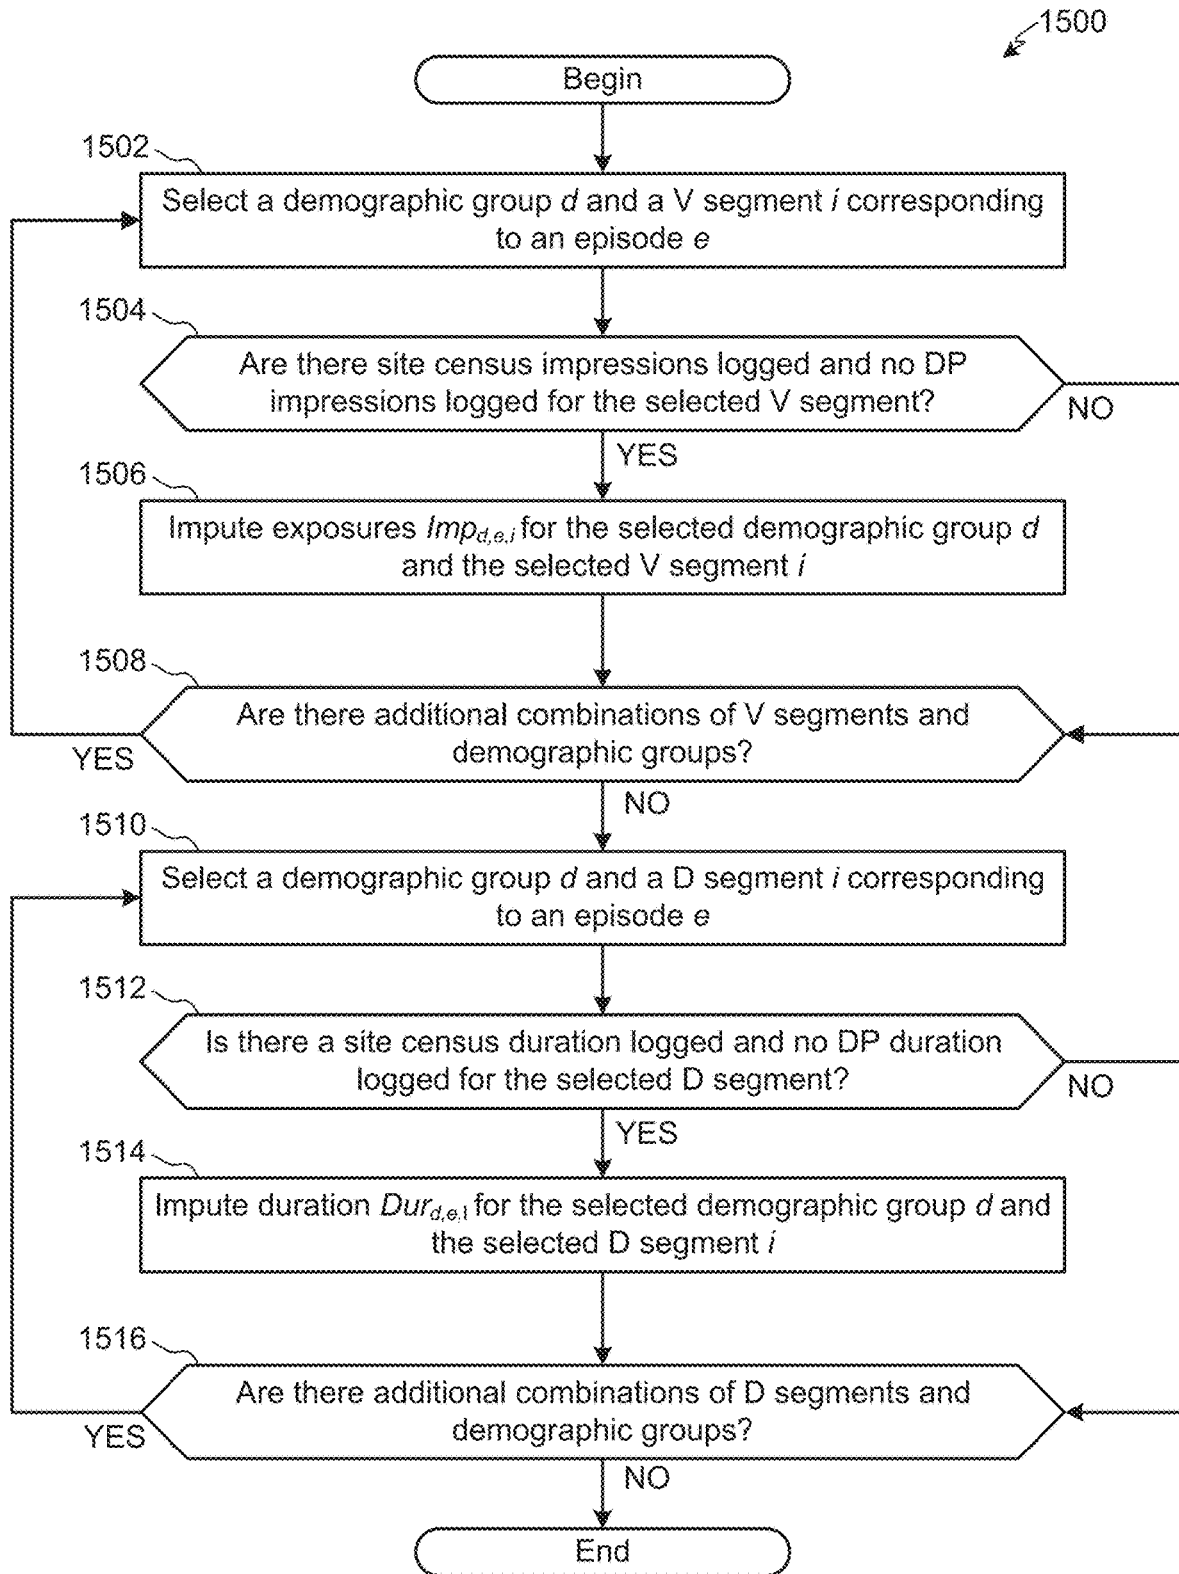 1500
Begin
1502
Select a demographic group d and a V segment i corresponding
to an episode e
1504
Are there site census impressions logged and no DP
impressions logged for the selected V segment?
NO
YES
1506
Impute exposures Imp d,e,i for the selected demographic group d
and the selected V segment i
1508
Are there additional combinations of V segments and
demographic groups?
YES
NO
1510
Select a demographic group d and a D segment i corresponding
to an episode e
1512
Is there a site census duration logged and no DP duration
logged for the selected D segment?
NO
YES
1514
Impute duration Dur d,e,i for the selected demographic group d and
the selected D segment i
1516
Are there additional combinations of D segments and
demographic groups?
YES
NO
End